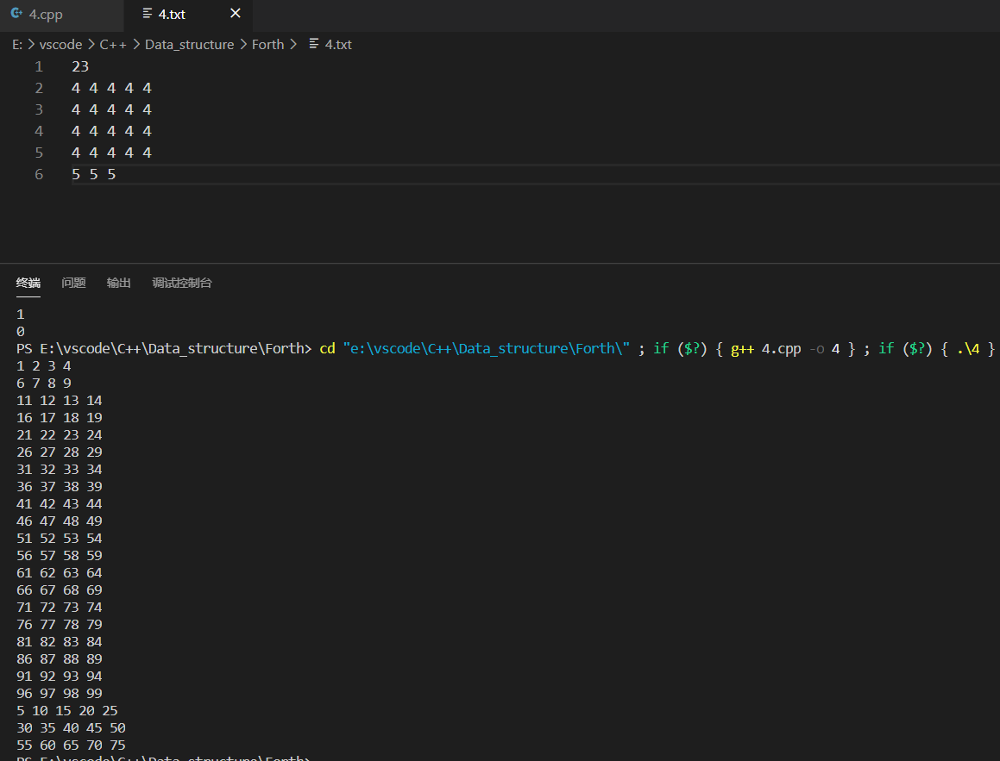 4.cpp 4.txt
E: > vscode > C++ > Data_structure > Forth > 4.txt
1 23
2 4 4 4 4 4
3 4 4 4 4 4
4 4 4 4 4 4
5 4 4 4 4 4
6 5 5 5
终端 问题 输出 调试控制台
1
0
PS E:\vscode\C++\Data_structure\Forth> cd "e:\vscode\C++\Data_structure\Forth\" ; if ($?) { g++ 4.cpp -o 4 } ; if ($?) { .\4 }
1 2 3 4
6 7 8 9
11 12 13 14
16 17 18 19
21 22 23 24
26 27 28 29
31 32 33 34
36 37 38 39
41 42 43 44
46 47 48 49
51 52 53 54
56 57 58 59
61 62 63 64
66 67 68 69
71 72 73 74
76 77 78 79
81 82 83 84
86 87 88 89
91 92 93 94
96 97 98 99
5 10 15 20 25
30 35 40 45 50
55 60 65 70 75
PS E:\vscode\C++\Data_structure\Forth>